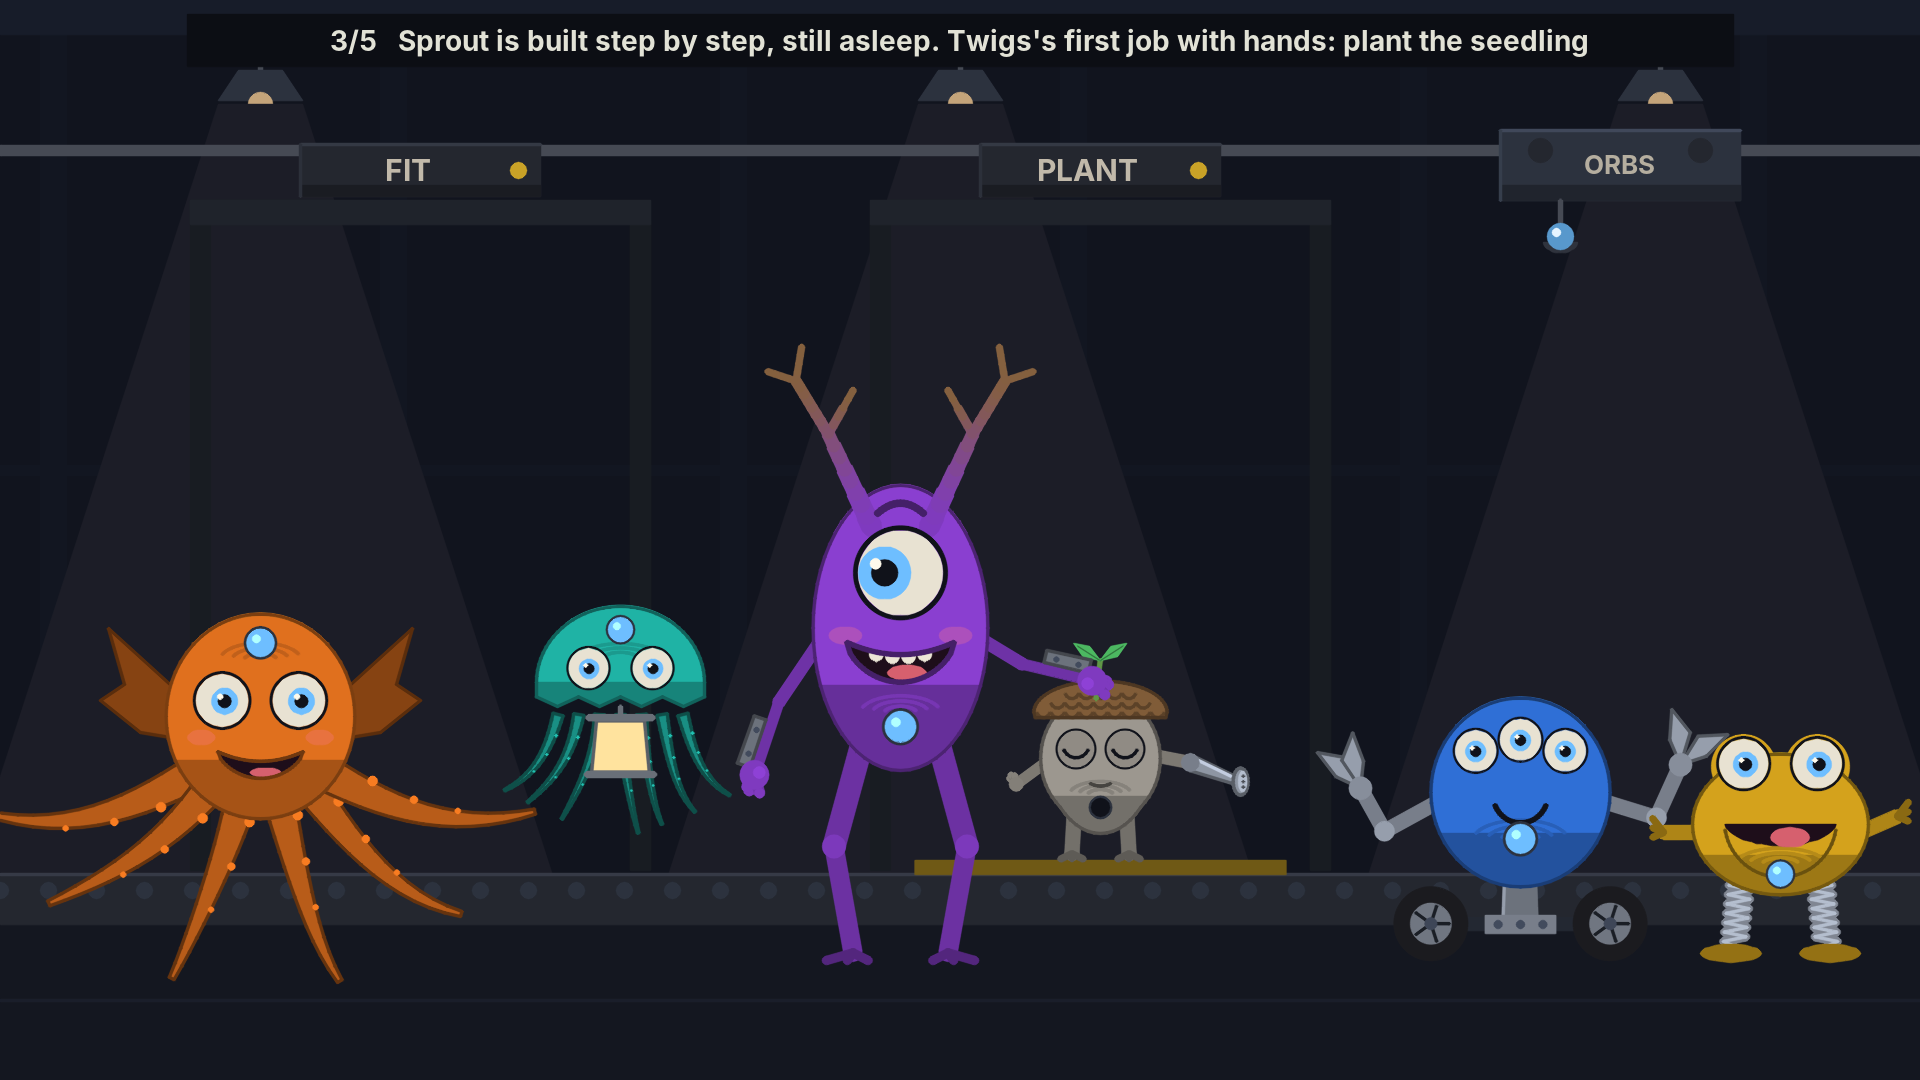 3/5 Sprout is built step by step, still asleep. Twigs's first job with hands: plant the seedling
FIT
PLANT
ORBS